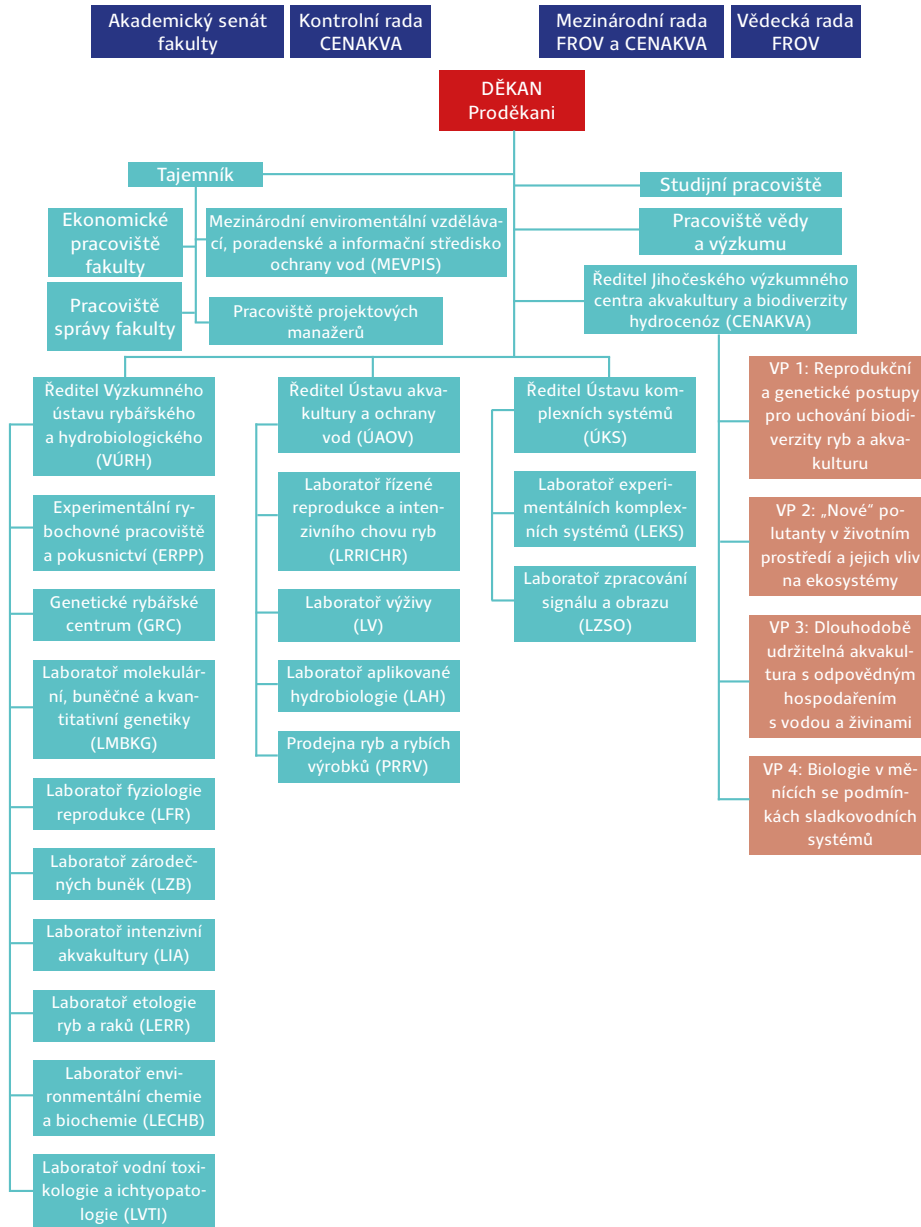 Akademický senát
fakulty
Kontrolní rada
CENAKVA
Mezinárodní rada
FROV a CENAKVA
Vědecká rada
FROV
DĚKAN
Proděkani
Tajemník
Studijní pracoviště
Ekonomické
pracoviště
fakulty
Mezinárodní enviromentální vzděláva-
cí, poradenské a informační středisko
ochrany vod (MEVPIS)
Pracoviště vědy
a výzkumu
Pracoviště
správy fakulty
Pracoviště projektových
manažerů
Ředitel Jihočeského výzkumného
centra akvakultury a biodiverzity
hydrocenóz (CENAKVA)
Ředitel Výzkumného
ústavu rybářského
a hydrobiologického
(VÚRH)
Experimentální ry-
bochovné pracoviště
a pokusnictví (ERPP)
Genetické rybářské
centrum (GRC)
Laboratoř molekulár-
ní, buněčné a kvan-
titativní genetiky
(LMBKG)
Laboratoř fyziologie
reprodukce (LFR)
Laboratoř zárodeč-
ných buněk (LZB)
Laboratoř intenzivní
akvakultury (LIA)
Laboratoř etologie
ryb a raků (LERR)
Laboratoř envi-
ronmentální chemie
a biochemie (LECHB)
Laboratoř vodní toxi-
kologie a ichtyopato-
logie (LVTI)
Ředitel Ústavu akva-
kultury a ochrany
vod (ÚAOV)
Laboratoř řízené
reprodukce a inten-
zivního chovu ryb
(LRRICHR)
Laboratoř výživy
(LV)
Laboratoř aplikované
hydrobiologie (LAH)
Prodejna ryb a rybích
výrobků (PRRV)
Ředitel Ústavu kom-
plexních systémů
(ÚKS)
Laboratoř experi-
mentálních komplex-
ních systémů (LEKS)
Laboratoř zpracování
signálu a obrazu
(LZSO)
VP 1: Reprodukční
a genetické postupy
pro uchování biodi-
verzity ryb a akva-
kulturu
VP 2: „Nové“ po-
lutanty v životním
prostředí a jejich vliv
na ekosystémy
VP 3: Dlouhodobě
udržitelná akvakul-
tura s odpovědným
hospodařením
s vodou a živinami
VP 4: Biologie v mě-
nících se podmín-
kách sladkovodních
systémů